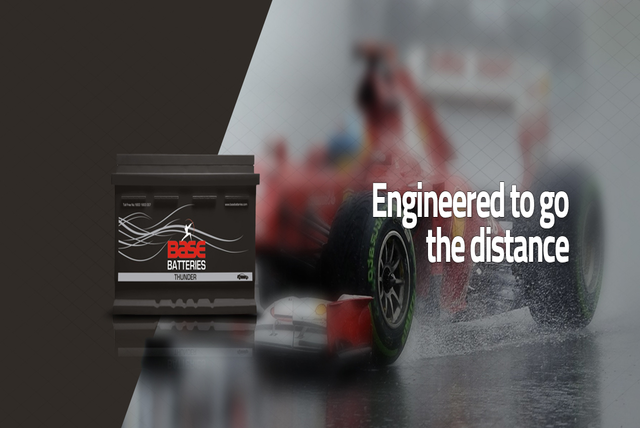 Engineered to go
the distance
BASE
BATTERIES
THUNDER